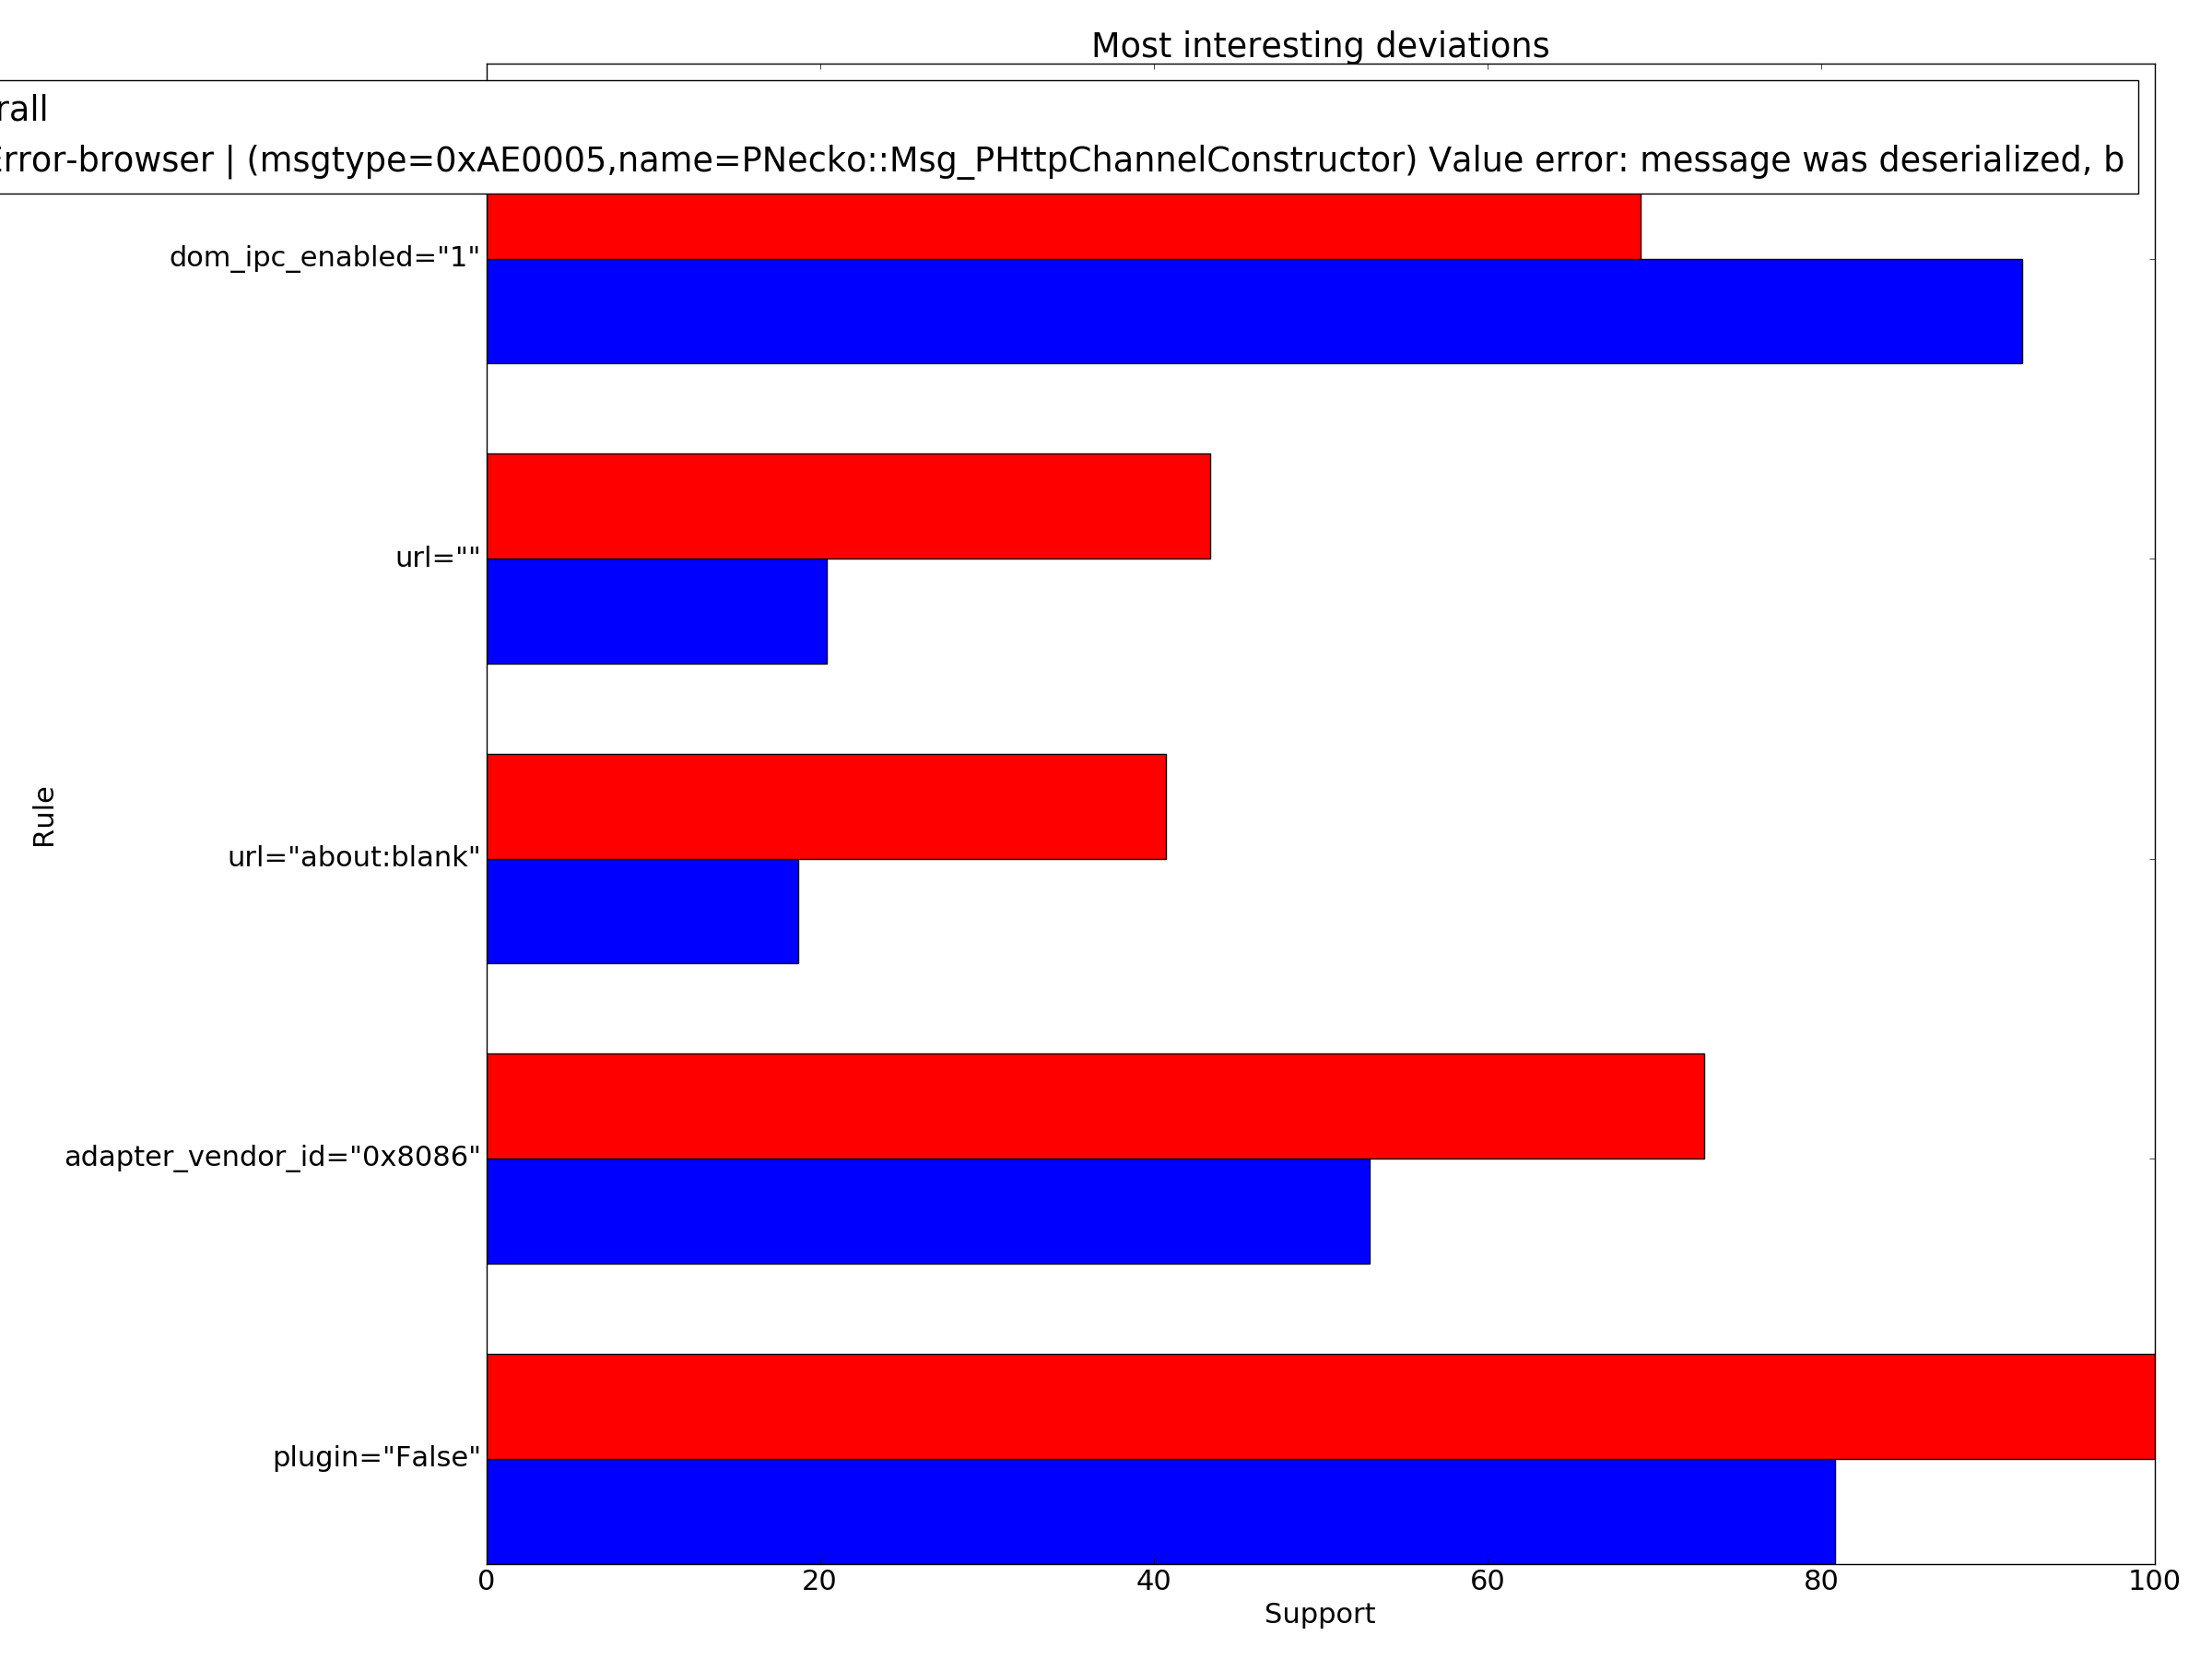 Most interesting deviations
rall
Error-browser | (msgtype=0xAE0005,name=PNecko::Msg_PHttpChannelConstructor) Value error: message was deserialized, b
dom_ipc_enabled="1"
url=""
url="about:blank"
adapter_vendor_id="0x8086"
plugin="False"
Rule
0 20 40 60 80 100
Support